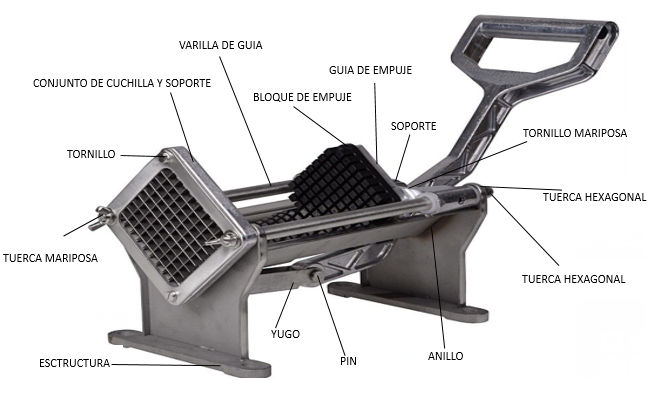 VARILLA DE GUIA
GUIA DE EMPUJE
CONJUNTO DE CUCHILLA Y SOPORTE
BLOQUE DE EMPUJE
SOPORTE
TORNILLO MARIPOSA
TORNILLO
TUERCA HEXAGONAL
TUERCA MARIPOSA
TUERCA HEXAGONAL
YUGO
PIN
ANILLO
ESCTRUCTURA